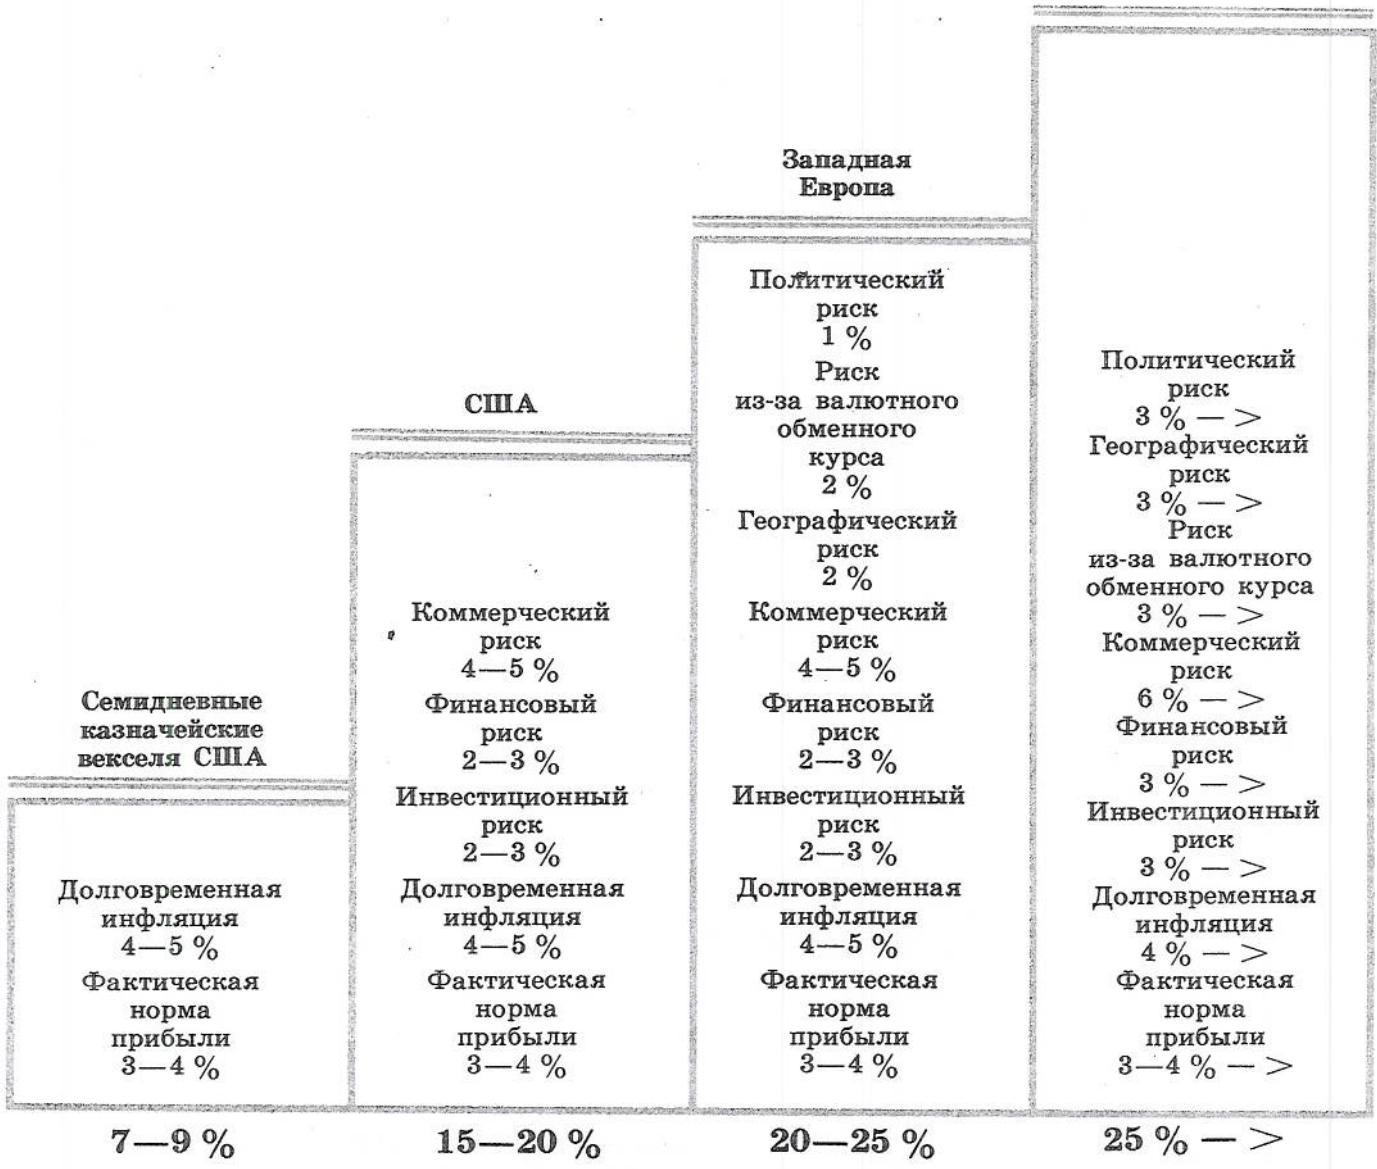 Семидневные
казначейские
векселя США
Долговременная
инфляция
4—5 %
Фактическая
норма
прибыли
3—4 %
7—9 %
США
Коммерческий
риск
4—5 %
Финансовый
риск
2—3 %
Инвестиционный
риск
2—3 %
Долговременная
инфляция
4—5 %
Фактическая
норма
прибыли
3—4 %
15—20 %
Западная
Европа
Политический
риск
1 %
Риск
из-за валютного
обменного
курса
2 %
Географический
риск
2 %
Коммерческий
риск
4—5 %
Финансовый
риск
2—3 %
Инвестиционный
риск
2—3 %
Долговременная
инфляция
4—5 %
Фактическая
норма
прибыли
3—4 %
20—25 %
Политический
риск
3 % — >
Географический
риск
3 % — >
Риск
из-за валютного
обменного курса
3 % — >
Коммерческий
риск
6 % — >
Финансовый
риск
3 % — >
Инвестиционный
риск
3 % — >
Долговременная
инфляция
4 % — >
Фактическая
норма
прибыли
3—4 % — >
25 % — >